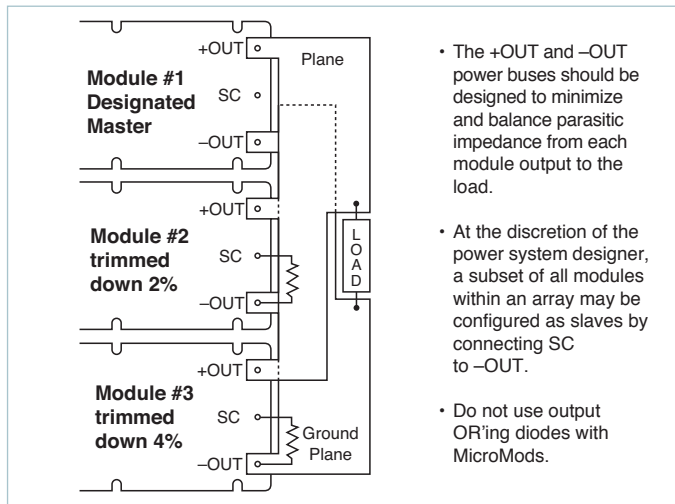 +OUT
Plane
Module #1
Designated
Master
SC
–OUT
+OUT
Module #2
trimmed
down 2%
SC
–OUT
LOAD
+OUT
Module #3
trimmed
down 4%
SC
Ground
Plane
–OUT
• The +OUT and –OUT
power buses should be
designed to minimize
and balance parasitic
impedance from each
module output to the
load.
• At the discretion of the
power system designer,
a subset of all modules
within an array may be
configured as slaves by
connecting SC
to –OUT.
• Do not use output
OR'ing diodes with
MicroMods.